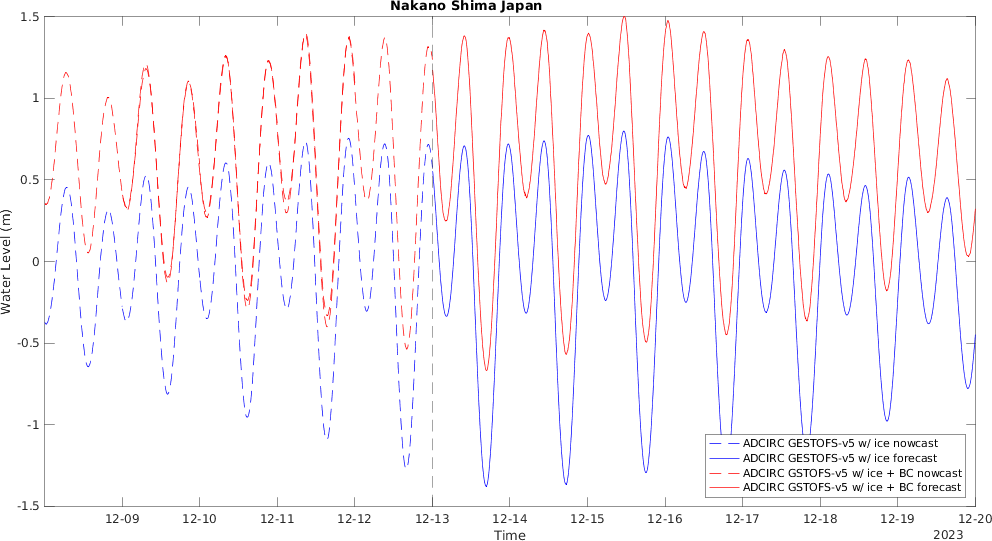 Nakano Shima Japan
1.5
1
0.5
0
-0.5
-1
-1.5
Water Level (m)
12-09
12-10
12-11
12-12
12-13
12-14
12-15
12-16
12-17
12-18
12-19
12-20
Time
2023
ADCIRC GESTOFS-v5 w/ ice nowcast
ADCIRC GESTOFS-v5 w/ ice forecast
ADCIRC GSTOFS-v5 w/ ice + BC nowcast
ADCIRC GSTOFS-v5 w/ ice + BC forecast